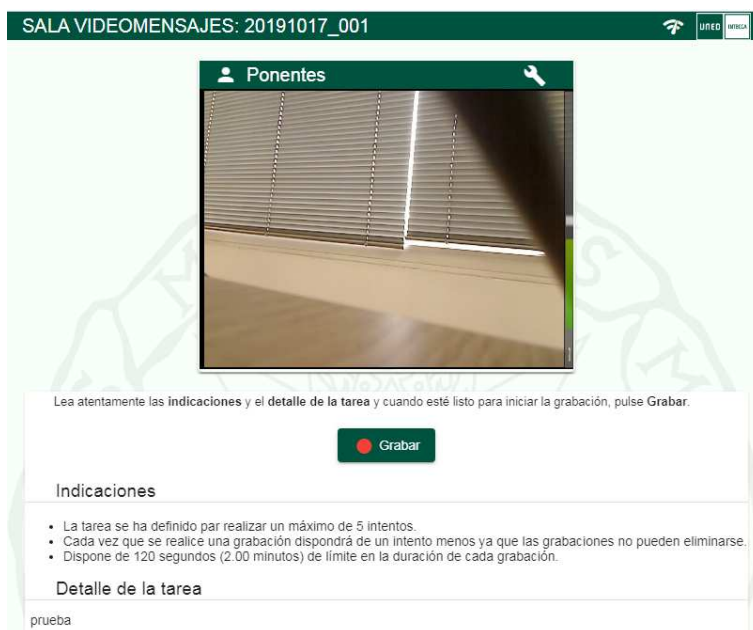 SALA VIDEOMENSAJES: 20191017_001
UNED INTECCA
Ponentes
Lea atentamente las indicaciones y el detalle de la tarea y cuando esté listo para iniciar la grabación, pulse Grabar.
Grabar
Indicaciones
• La tarea se ha definido par realizar un máximo de 5 intentos.
• Cada vez que se realice una grabación dispondrá de un intento menos ya que las grabaciones no pueden eliminarse.
• Dispone de 120 segundos (2.00 minutos) de límite en la duración de cada grabación.
Detalle de la tarea
prueba